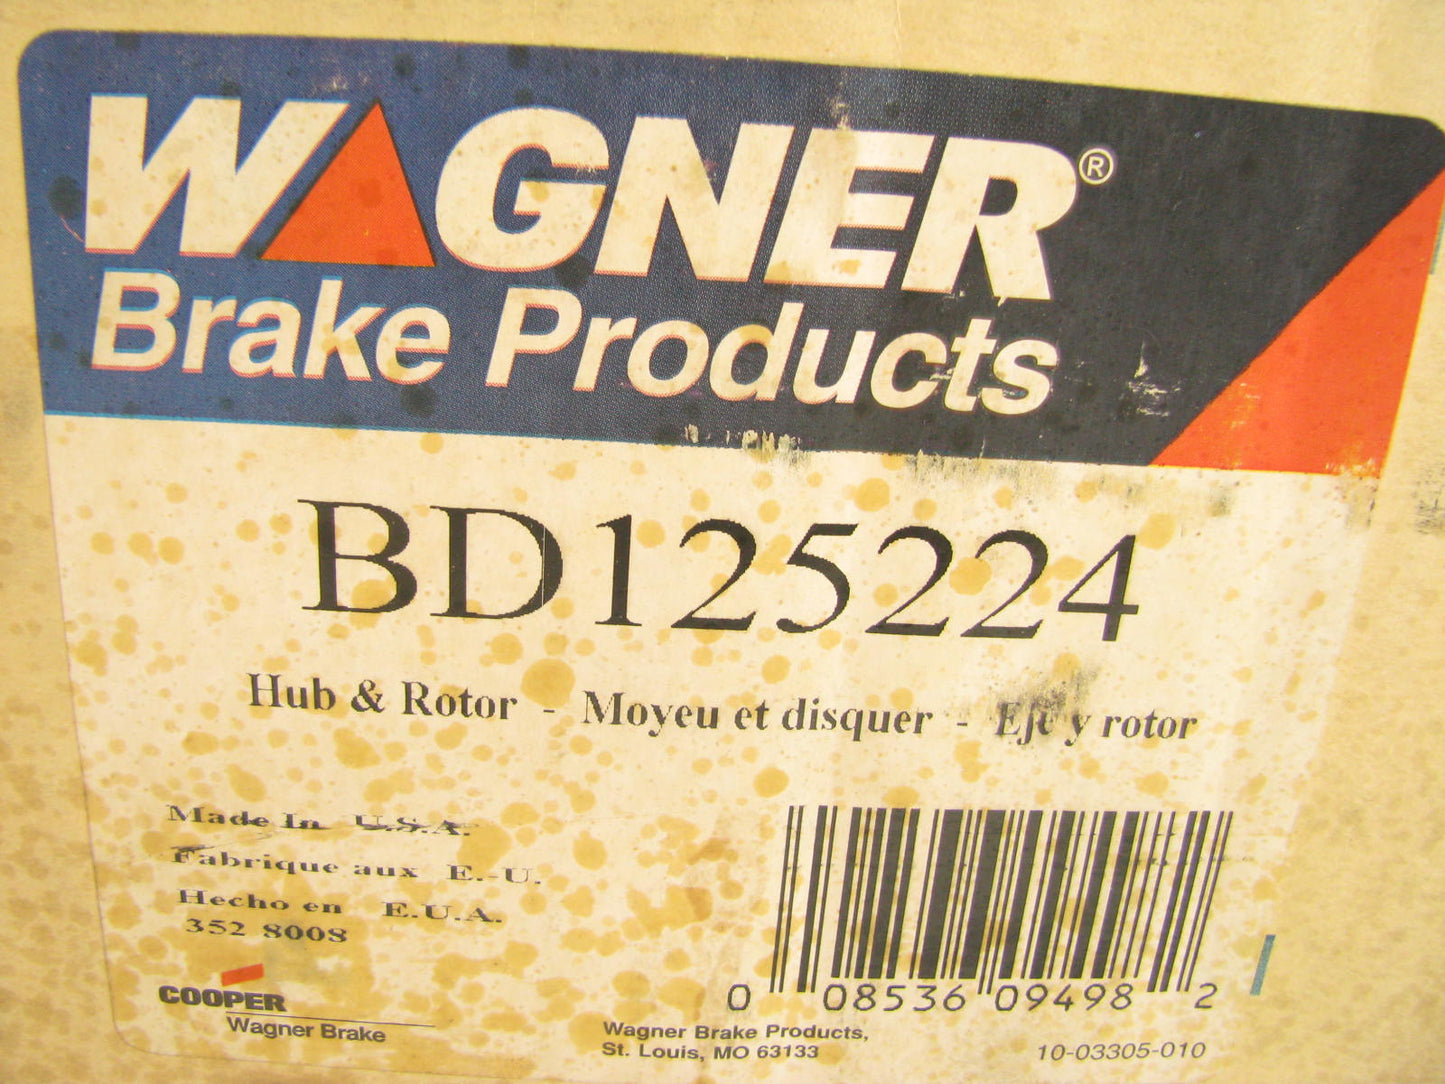 WAGNER®
Brake Products
BD125224
Hub & Rotor - Moyeu et disquer - Eje y rotor
Made In U.S.A.
Fabrique aux E.-U.
Hecho en E.U.A.
352 8008
COOPER
Wagner Brake
0 08536 09498 2
Wagner Brake Products,
St. Louis, MO 63133
10-03305-010